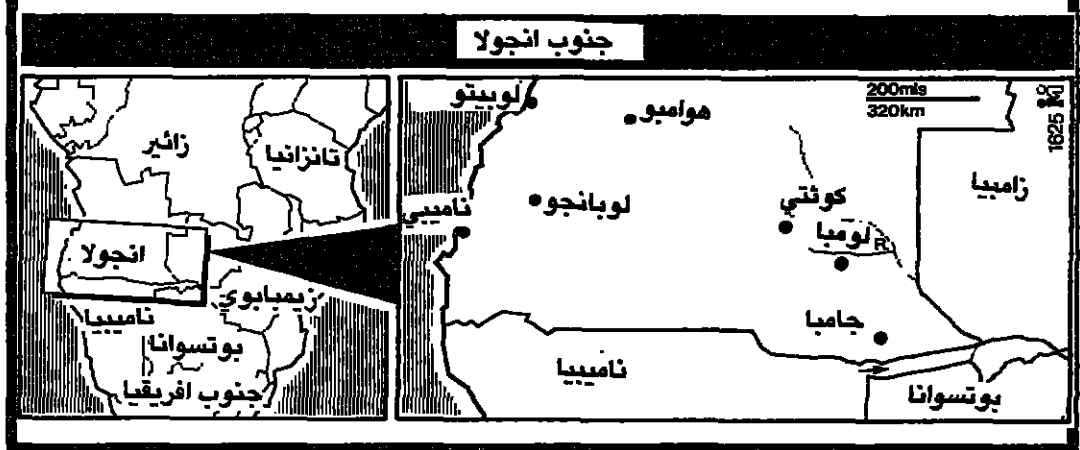 جنوب انجولا
زائير
تانزانيا
انجولا
زيمبابوي
ناميبيا
بوتسوانا
جنوب افريقيا
لوبيتو
هوامبو
200mls
320km
1625
زامبيا
كوثتي
لوبانجو
ناميبي
لومبا
R
جامبا
ناميبيا
بوتسوانا